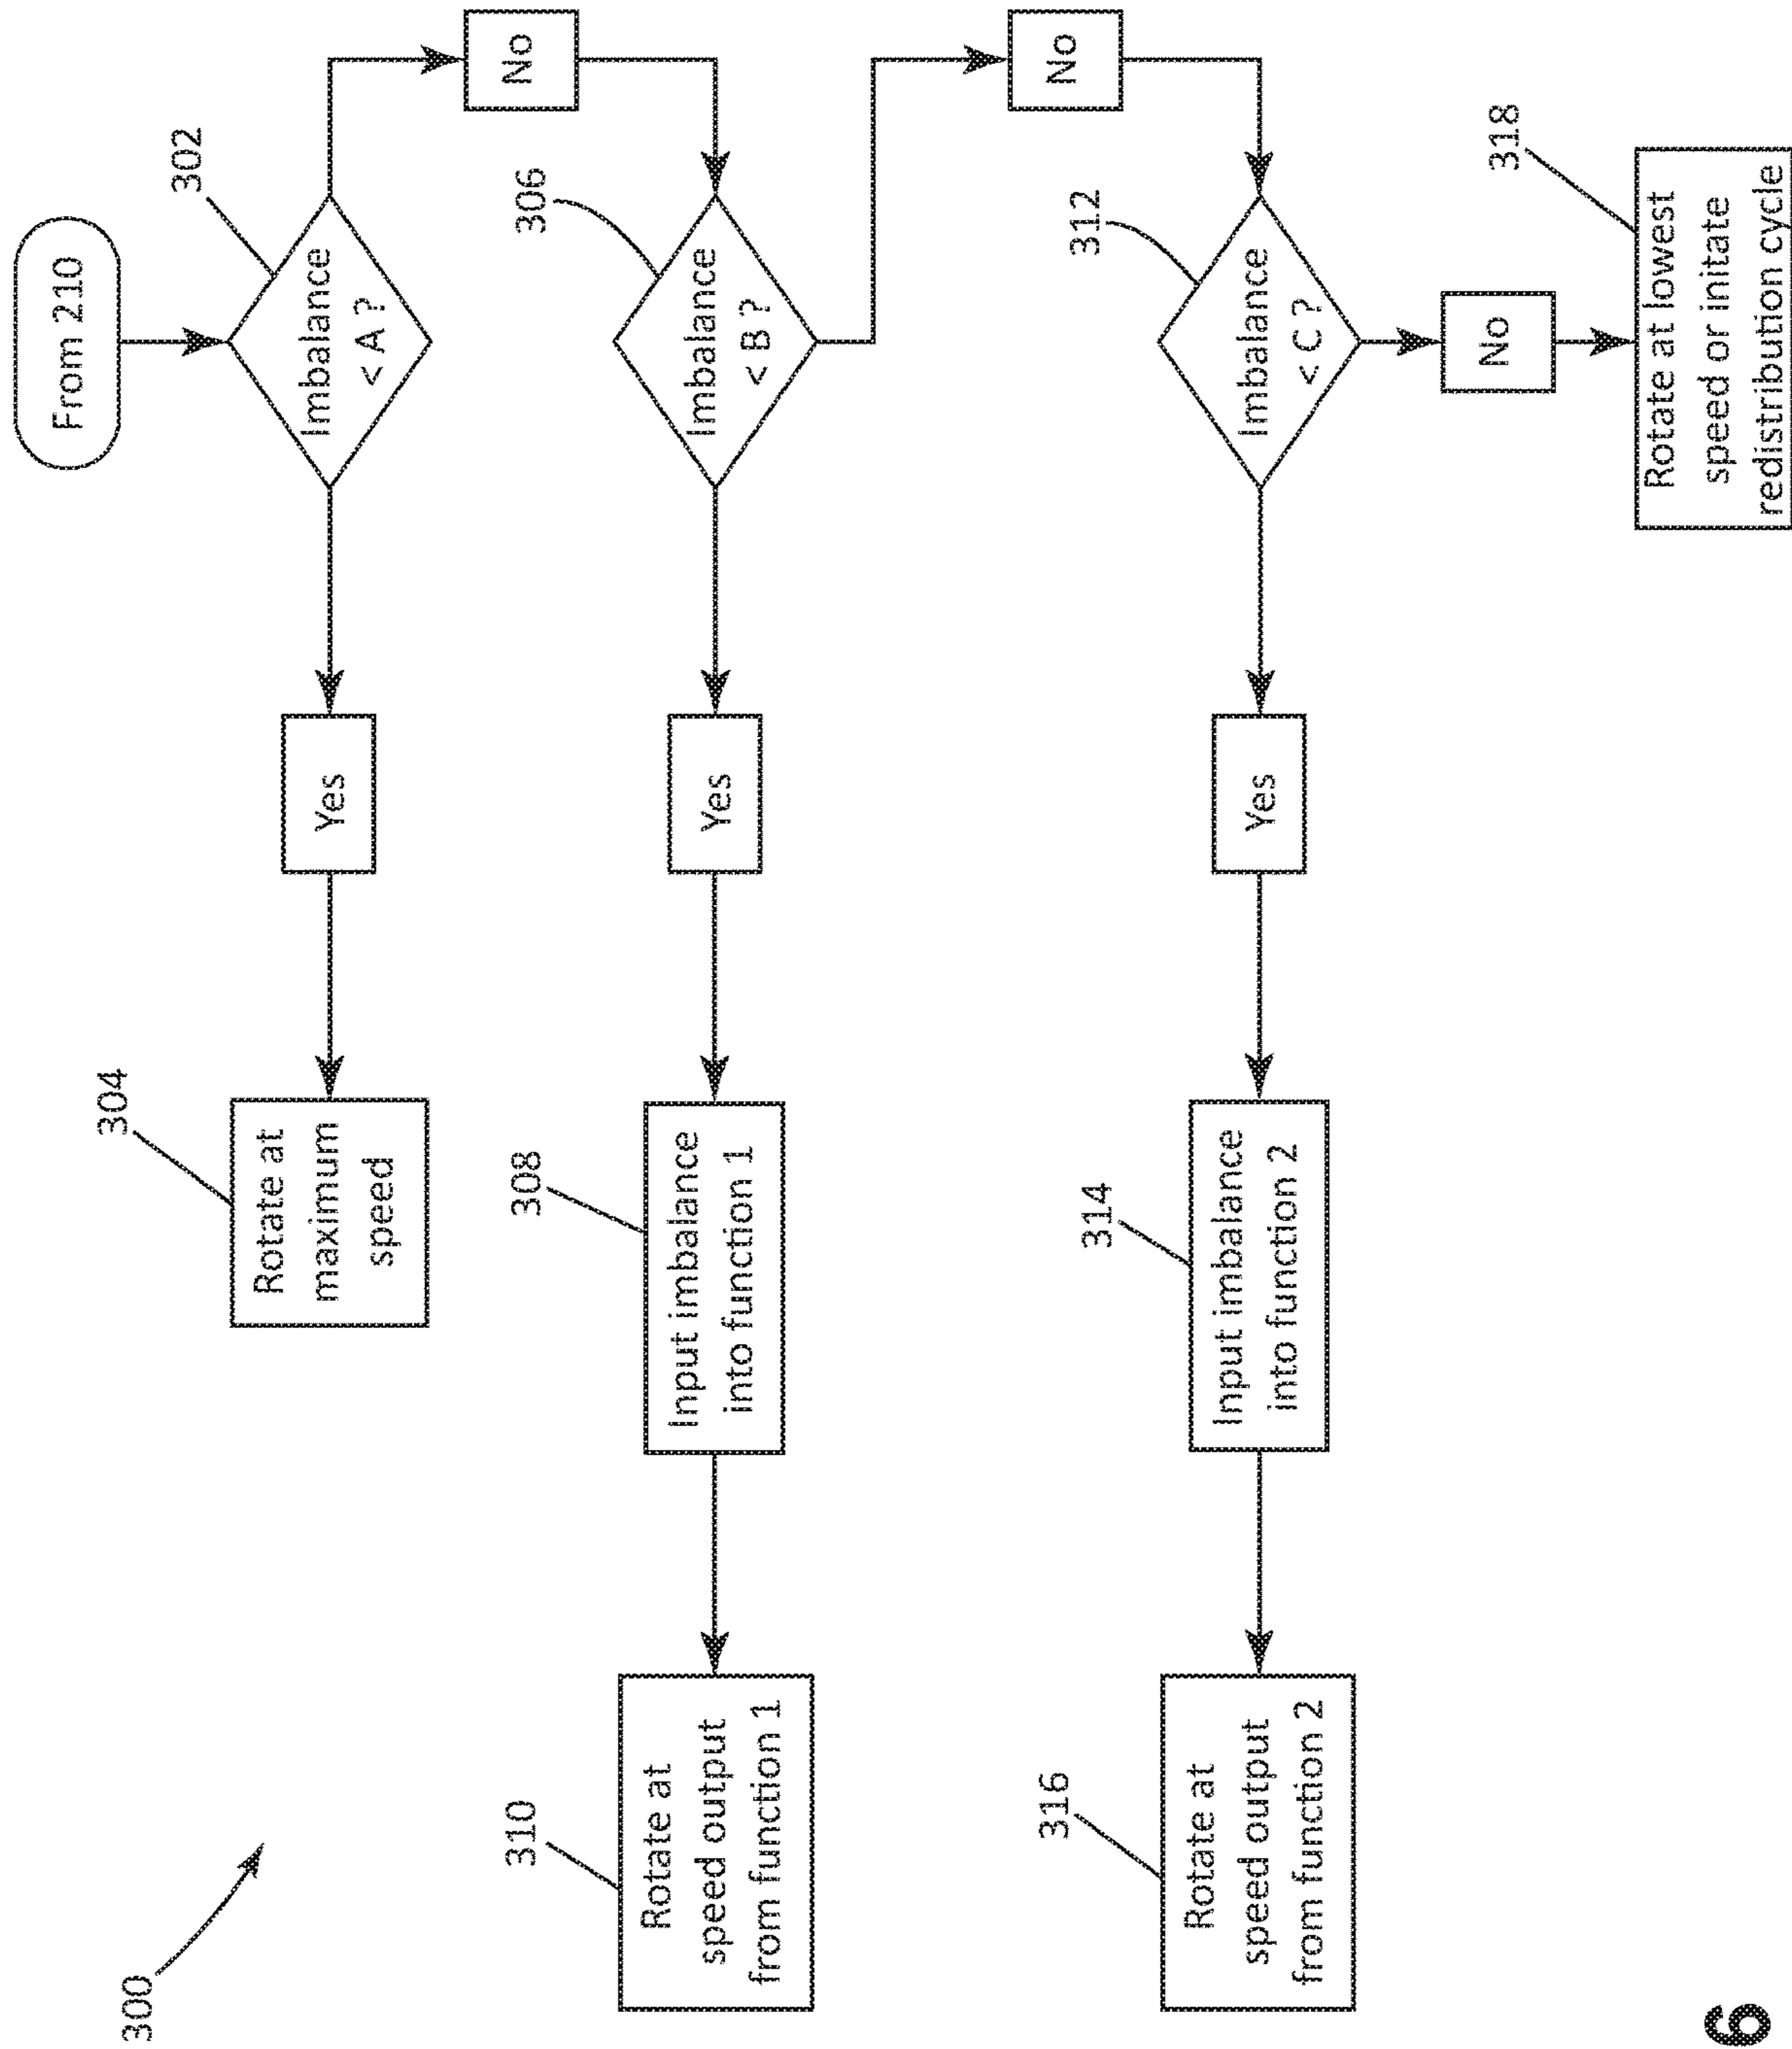 300
From 210
302
Imbalance
< A ?
No
Yes
304
Rotate at
maximum
speed
306
Imbalance
< B ?
No
Yes
308
Input imbalance
into function 1
310
Rotate at
speed output
from function 1
312
Imbalance
< C ?
Yes
314
Input imbalance
into function 2
316
Rotate at
speed output
from function 2
No
318
Rotate at lowest
speed or initate
redistribution cycle
6